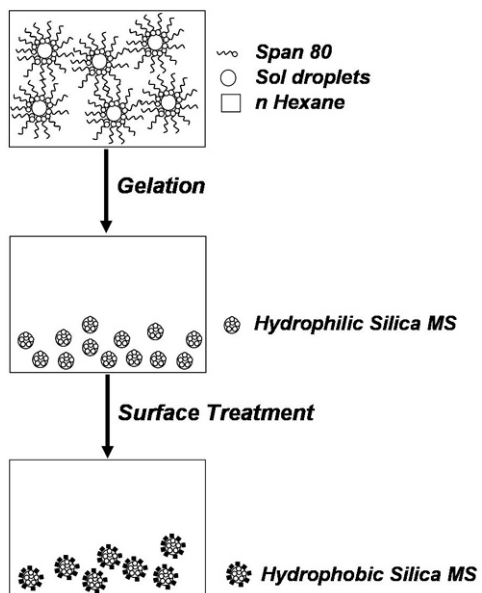 Span 80
Sol droplets
n Hexane
Gelation
Hydrophilic Silica MS
Surface Treatment
Hydrophobic Silica MS